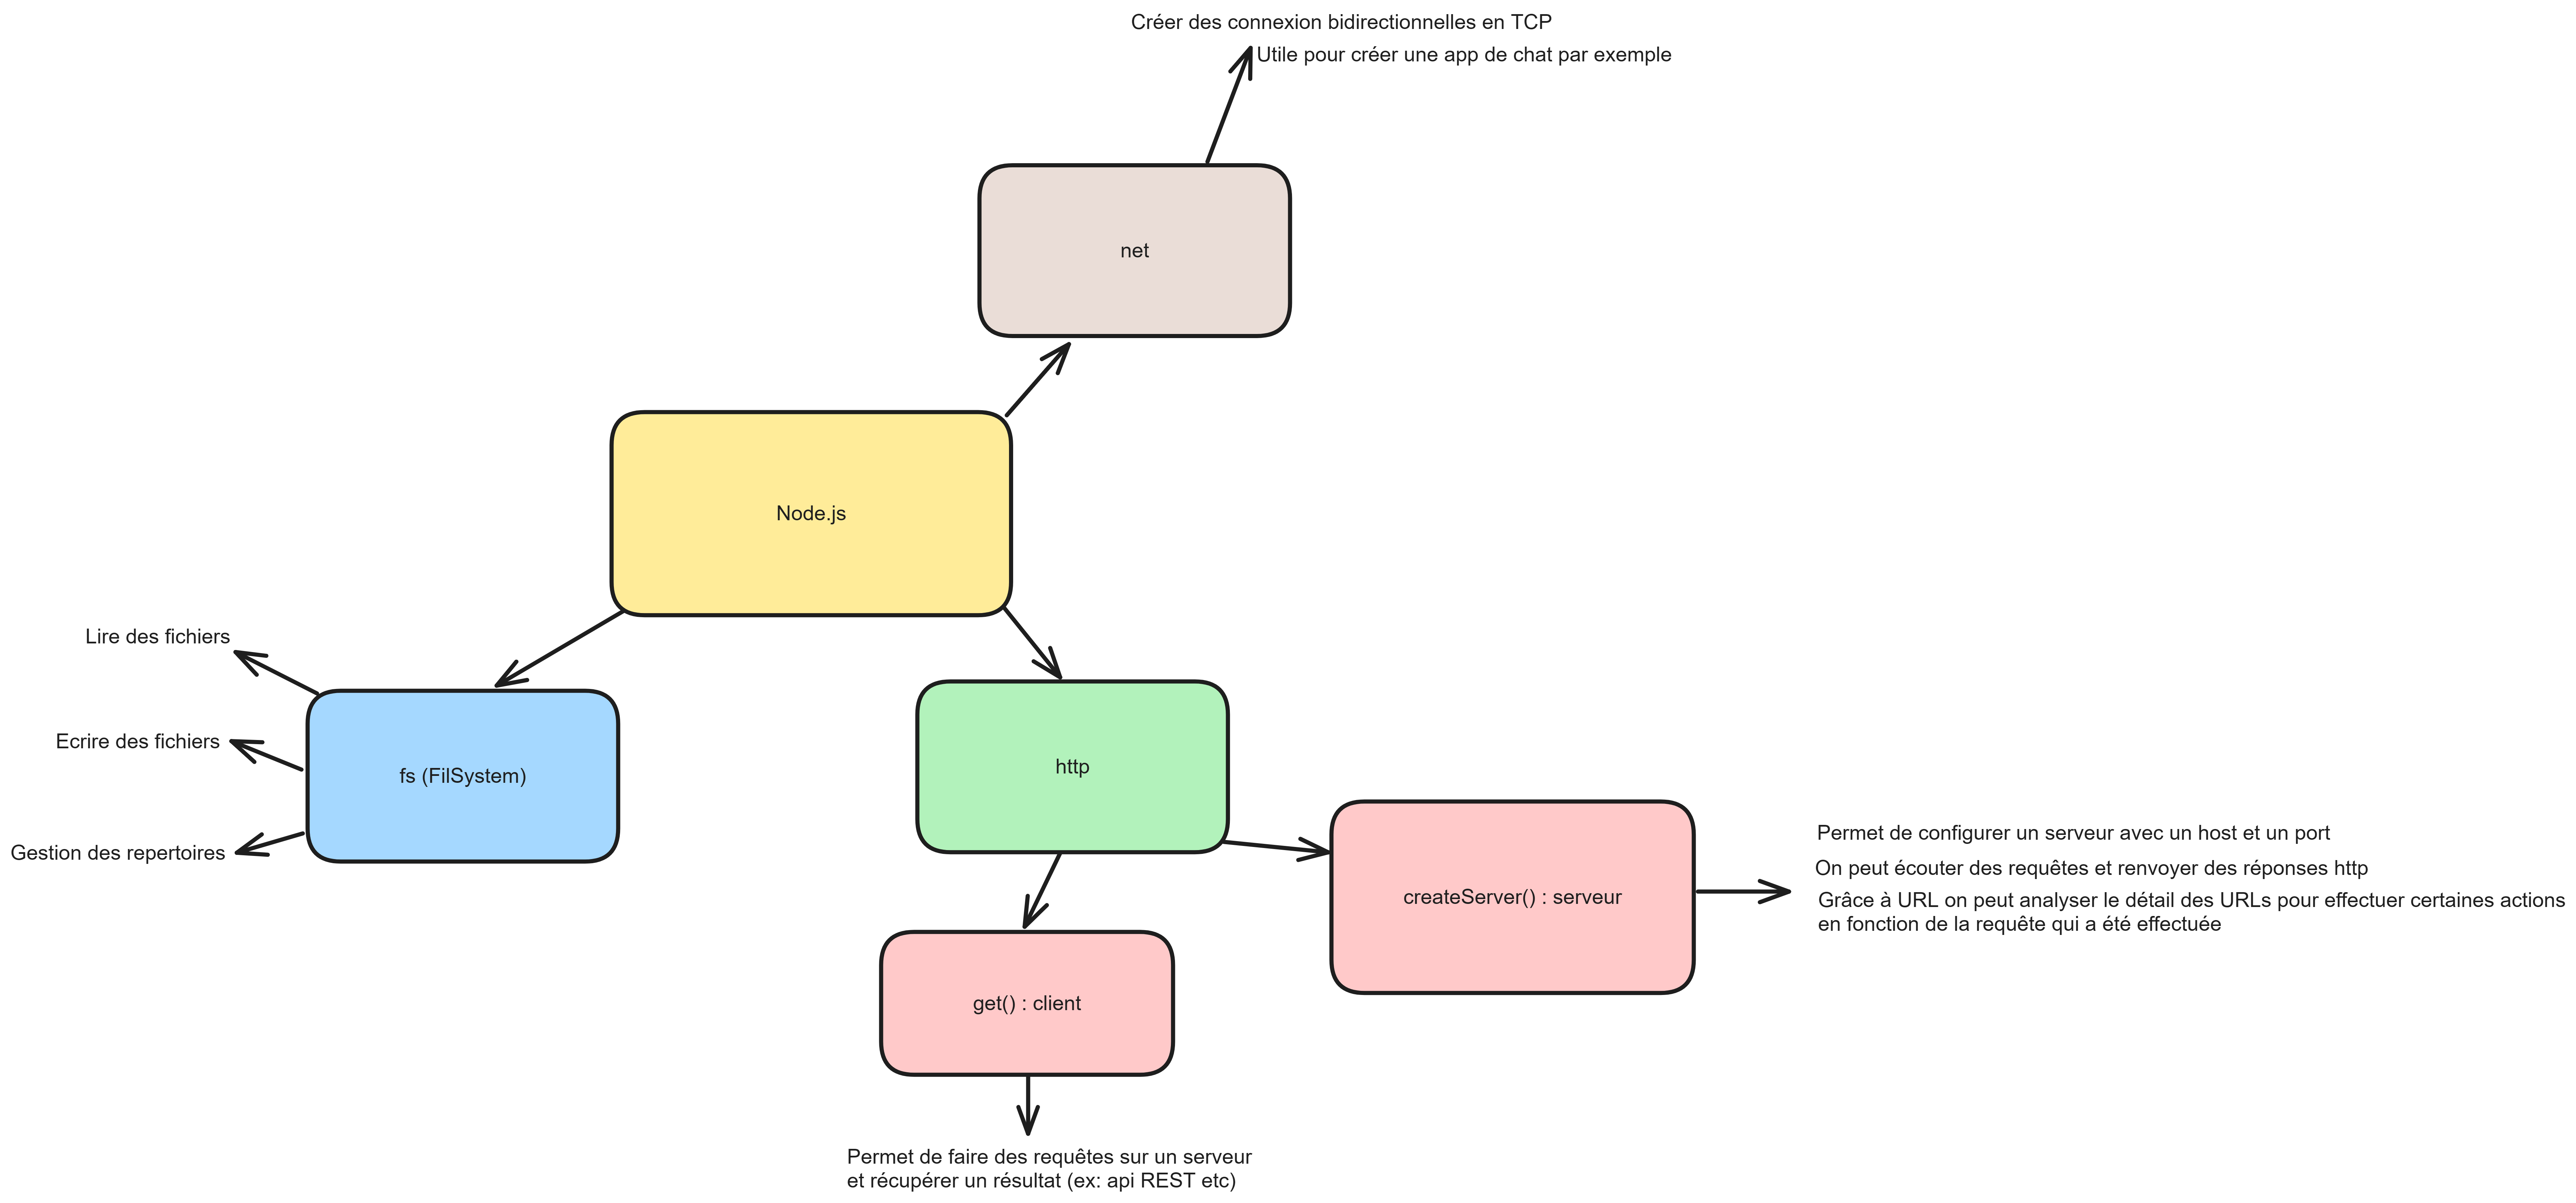 Créer des connexion bidirectionnelles en TCP
Utile pour créer une app de chat par exemple
net
Node.js
Lire des fichiers
Ecrire des fichiers
Gestion des repertoires
fs (FilSystem)
http
createServer() : serveur
Permet de configurer un serveur avec un host et un port
On peut écouter des requêtes et renvoyer des réponses http
Grâce à URL on peut analyser le détail des URLs pour effectuer certaines actions
en fonction de la requête qui a été effectuée
get() : client
Permet de faire des requêtes sur un serveur
et récupérer un résultat (ex: api REST etc)